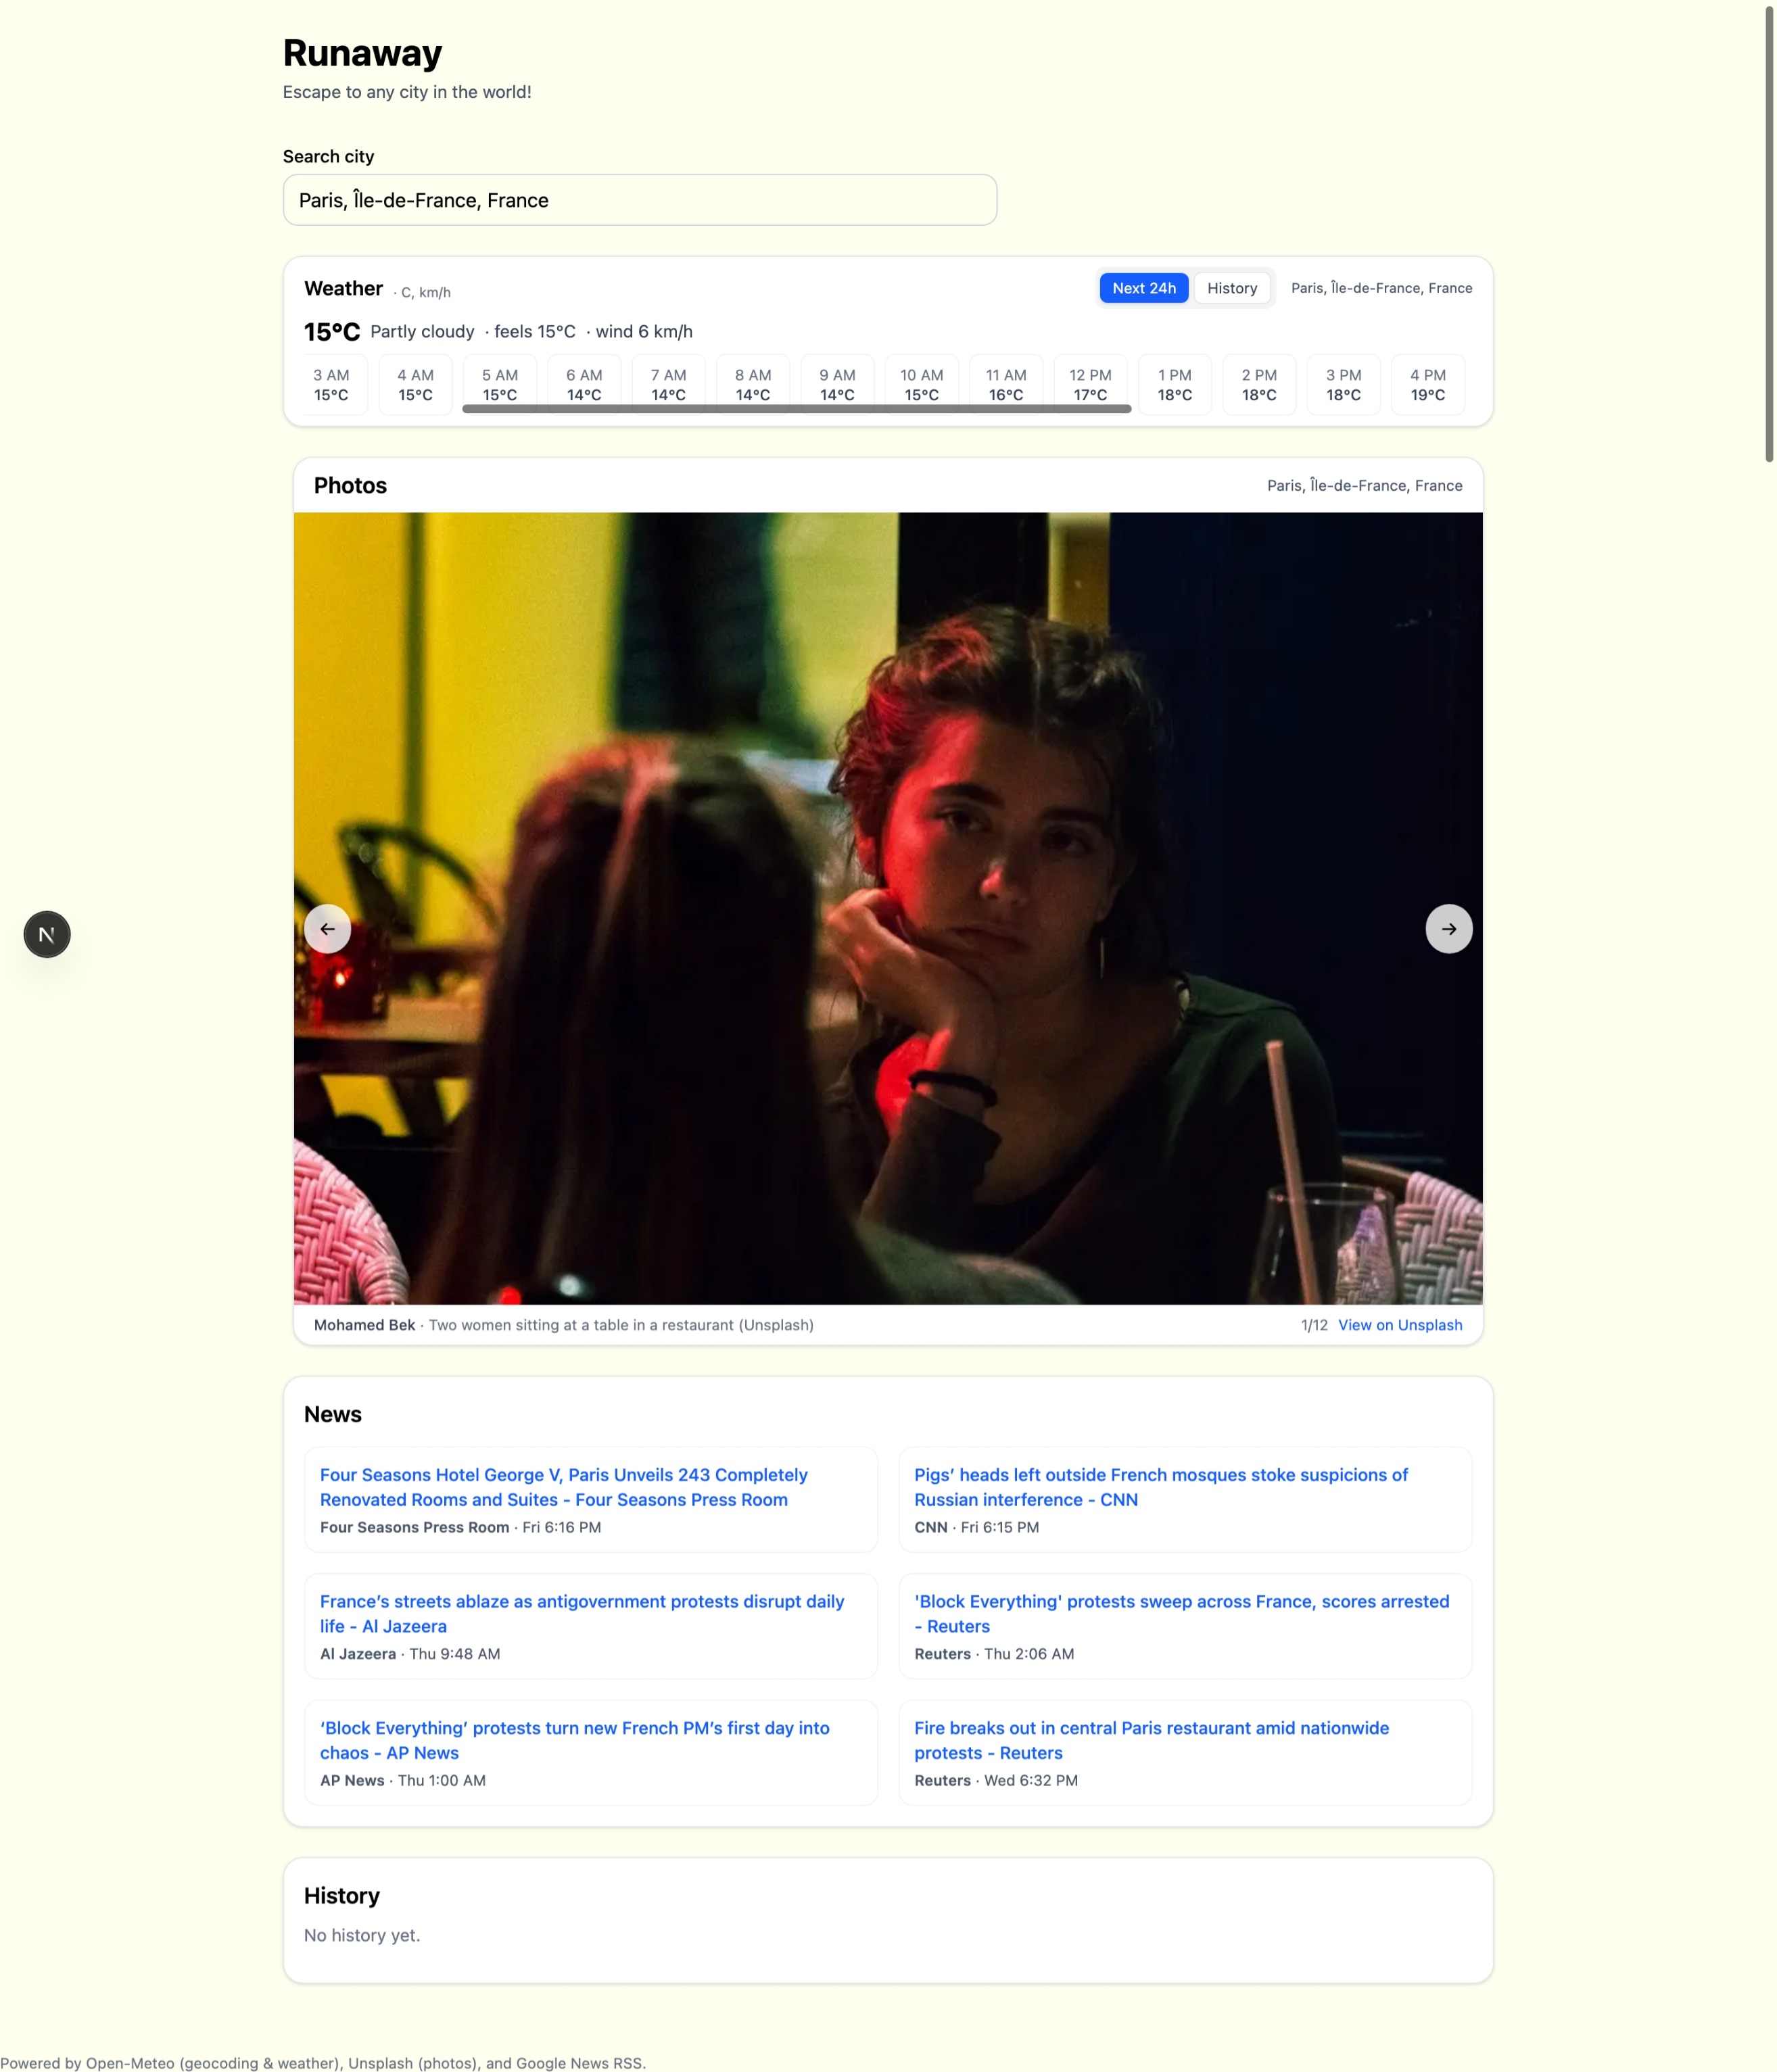 Runaway
Escape to any city in the world!
Search city
Paris, Île-de-France, France
Weather · C, km/h
Next 24h History Paris, Île-de-France, France
15°C Partly cloudy · feels 15°C · wind 6 km/h
3 AM 4 AM 5 AM 6 AM 7 AM 8 AM 9 AM 10 AM 11 AM 12 PM 1 PM 2 PM 3 PM 4 PM
15°C 15°C 15°C 14°C 14°C 14°C 14°C 15°C 16°C 17°C 18°C 18°C 18°C 19°C
Photos Paris, Île-de-France, France
N
Mohamed Bek · Two women sitting at a table in a restaurant (Unsplash) 1/12 View on Unsplash
News
Four Seasons Hotel George V, Paris Unveils 243 Completely
Renovated Rooms and Suites - Four Seasons Press Room
Four Seasons Press Room · Fri 6:16 PM
Pigs’ heads left outside French mosques stoke suspicions of
Russian interference - CNN
CNN · Fri 6:15 PM
France’s streets ablaze as antigovernment protests disrupt daily
life - Al Jazeera
Al Jazeera · Thu 9:48 AM
'Block Everything' protests sweep across France, scores arrested
- Reuters
Reuters · Thu 2:06 AM
‘Block Everything’ protests turn new French PM’s first day into
chaos - AP News
AP News · Thu 1:00 AM
Fire breaks out in central Paris restaurant amid nationwide
protests - Reuters
Reuters · Wed 6:32 PM
History
No history yet.
Powered by Open-Meteo (geocoding & weather), Unsplash (photos), and Google News RSS.